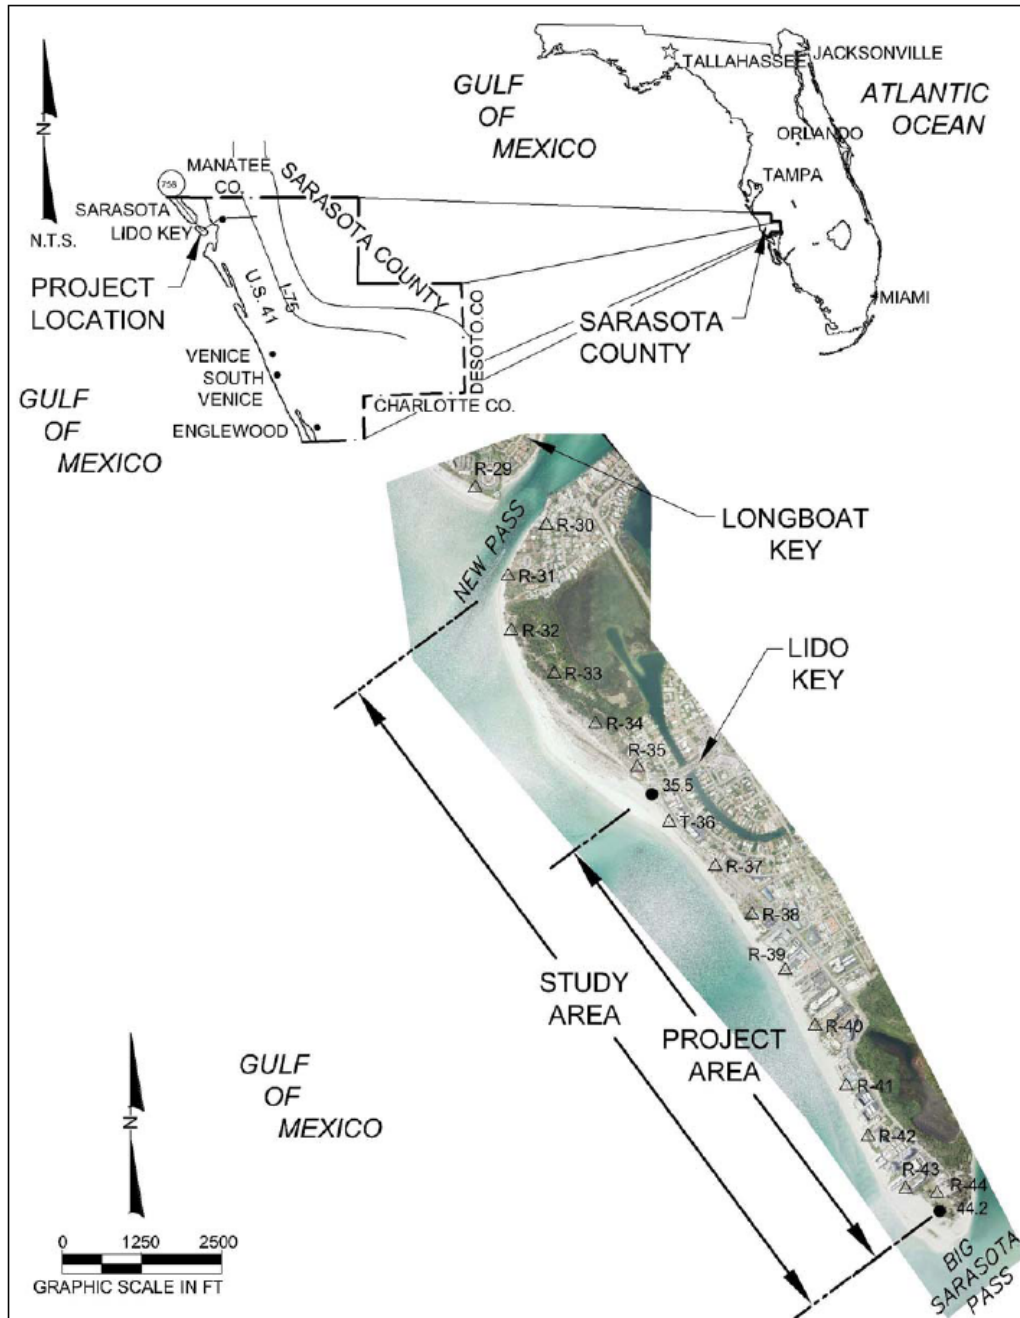 GULF
OF
MEXICO
TALLAHASSEE
JACKSONVILLE
ATLANTIC
OCEAN
ORLANDO
TAMPA
MIAMI
SARASOTA
COUNTY
N
N.T.S.
758
MANATEE
CO.
SARASOTA COUNTY
SARASOTA
LIDO KEY
PROJECT
LOCATION
U.S. 41
I-75
DESOTO.CO
VENICE
SOUTH
VENICE
ENGLEWOOD
CHARLOTTE CO.
GULF
OF
MEXICO
R-29
NEW PASS
R-30
LONGBOAT
KEY
R-31
R-32
LIDO
KEY
R-33
R-34
R-35
35.5
T-36
R-37
R-38
R-39
R-40
R-41
R-42
R-43
R-44
44.2
STUDY
AREA
PROJECT
AREA
BIG
SARASOTA
PASS
GULF
OF
MEXICO
N
0 1250 2500
GRAPHIC SCALE IN FT